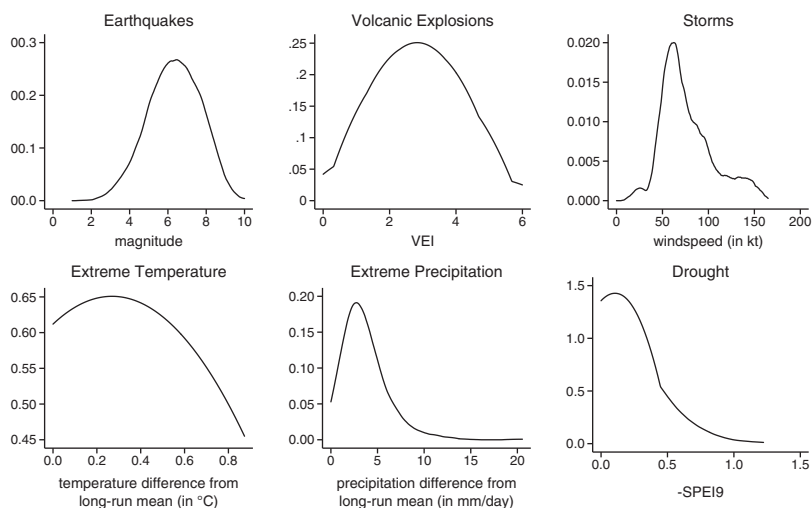 Earthquakes
00.3
00.2
00.1
00.0
0 2 4 6 8 10
magnitude
Volcanic Explosions
.25
.2
.15
.1
.05
0
0 2 4 6
VEI
Storms
0.020
0.015
0.010
0.005
0.000
0 50 100 150 200
windspeed (in kt)
Extreme Temperature
0.65
0.60
0.55
0.50
0.45
0.0 0.2 0.4 0.6 0.8
temperature difference from
long-run mean (in °C)
Extreme Precipitation
0.20
0.15
0.10
0.05
0.00
0 5 10 15 20
precipitation difference from
long-run mean (in mm/day)
Drought
1.5
1.0
0.5
0.0
0.0 0.5 1.0 1.5
-SPEI9